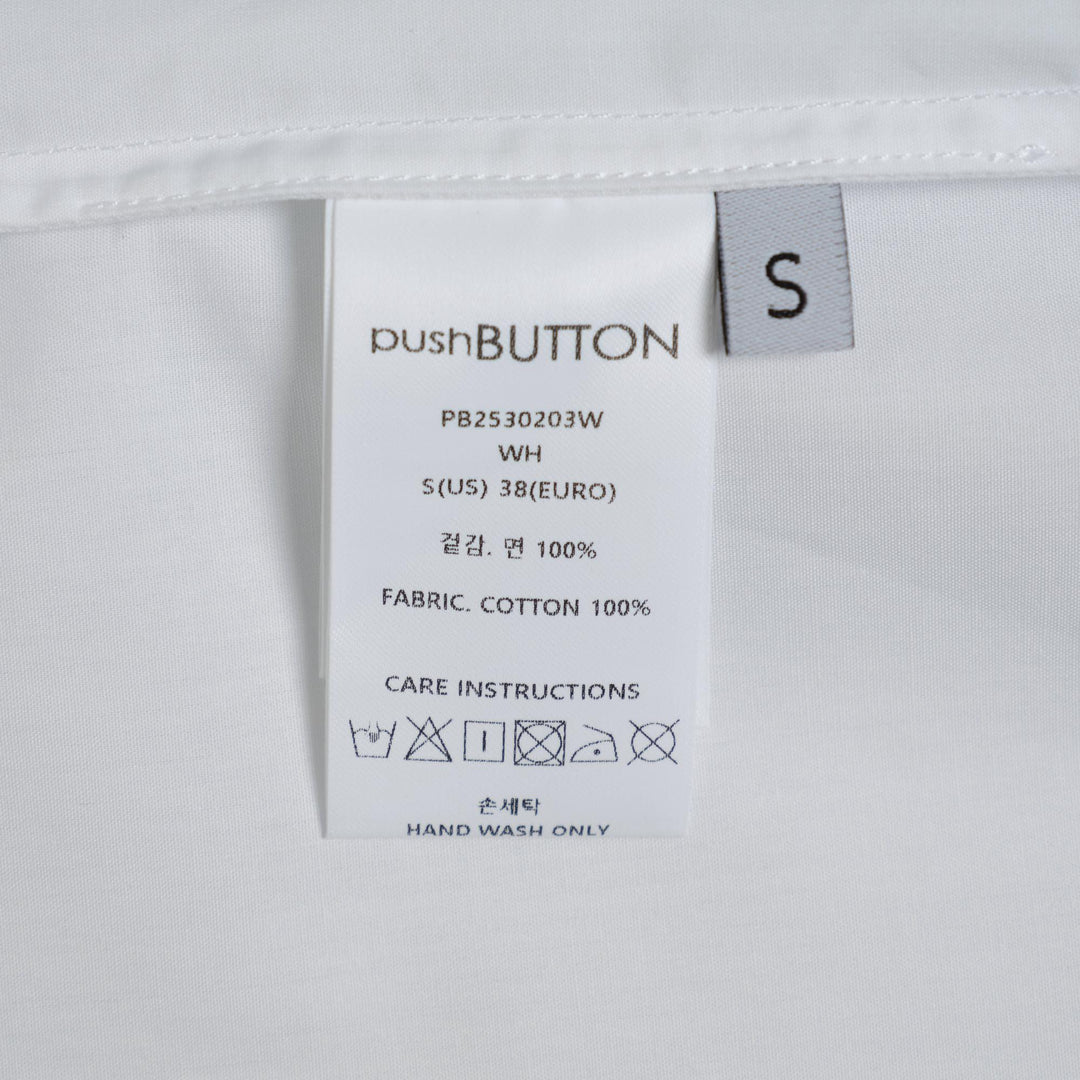 pushBUTTON
S
PB2530203W
WH
S(US) 38(EURO)
겉감. 면 100%
FABRIC. COTTON 100%
CARE INSTRUCTIONS
손세탁
HAND WASH ONLY